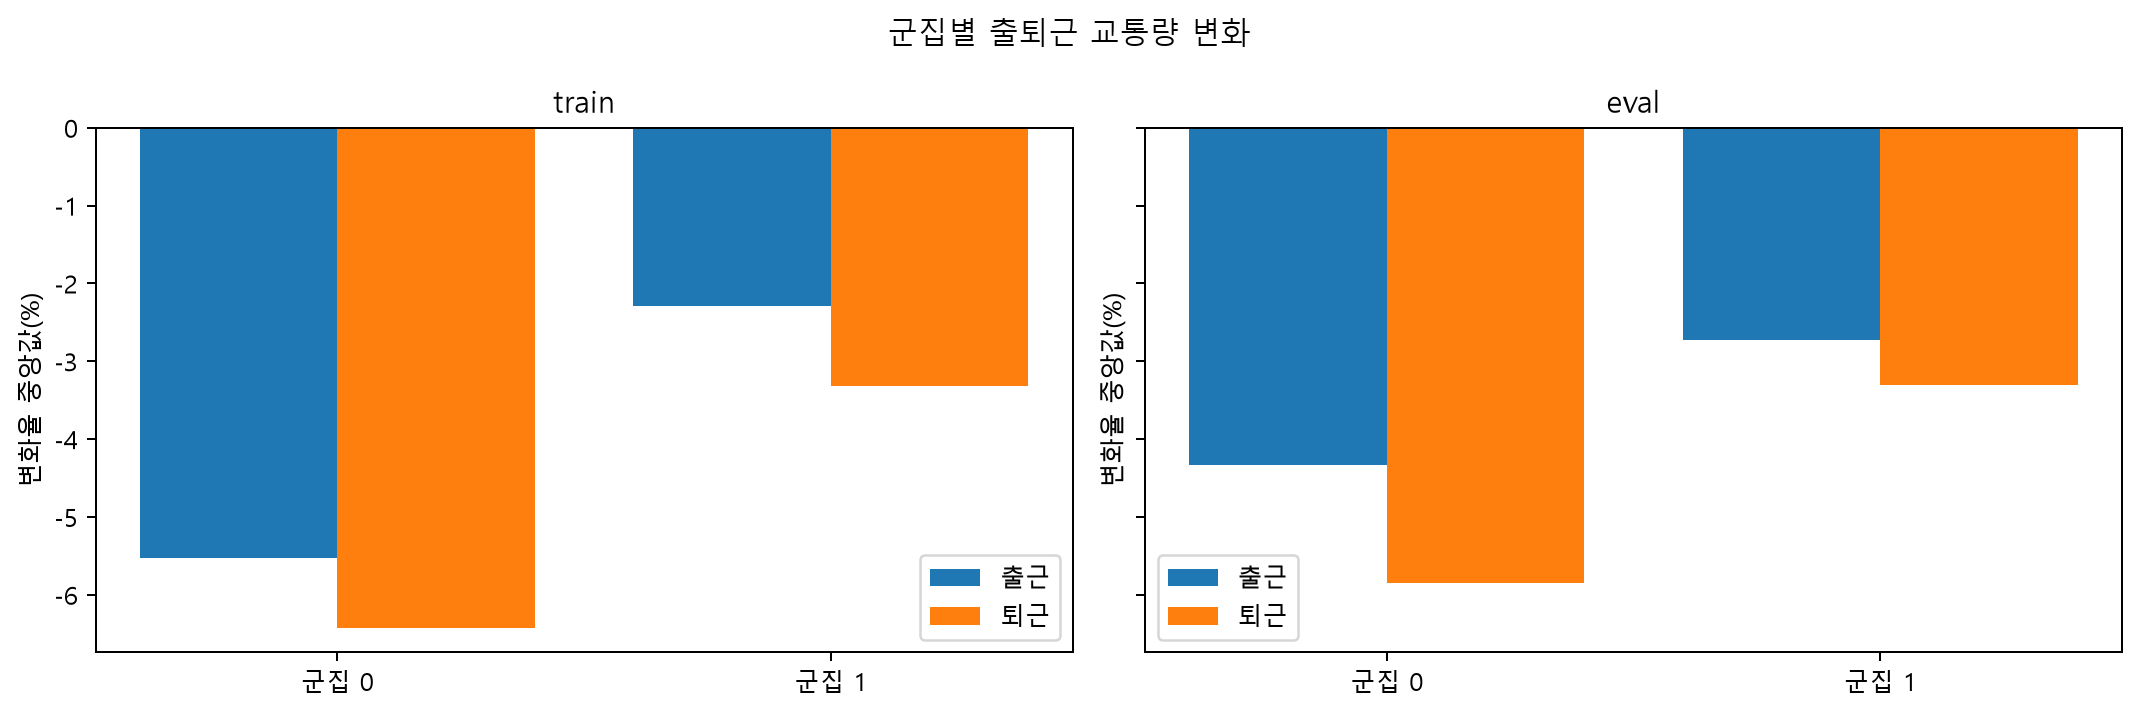 군집별 출퇴근 교통량 변화
train
변화율 중앙값(%)
0
-1
-2
-3
-4
-5
-6
군집 0
군집 1
출근
퇴근
eval
변화율 중앙값(%)
군집 0
군집 1
출근
퇴근